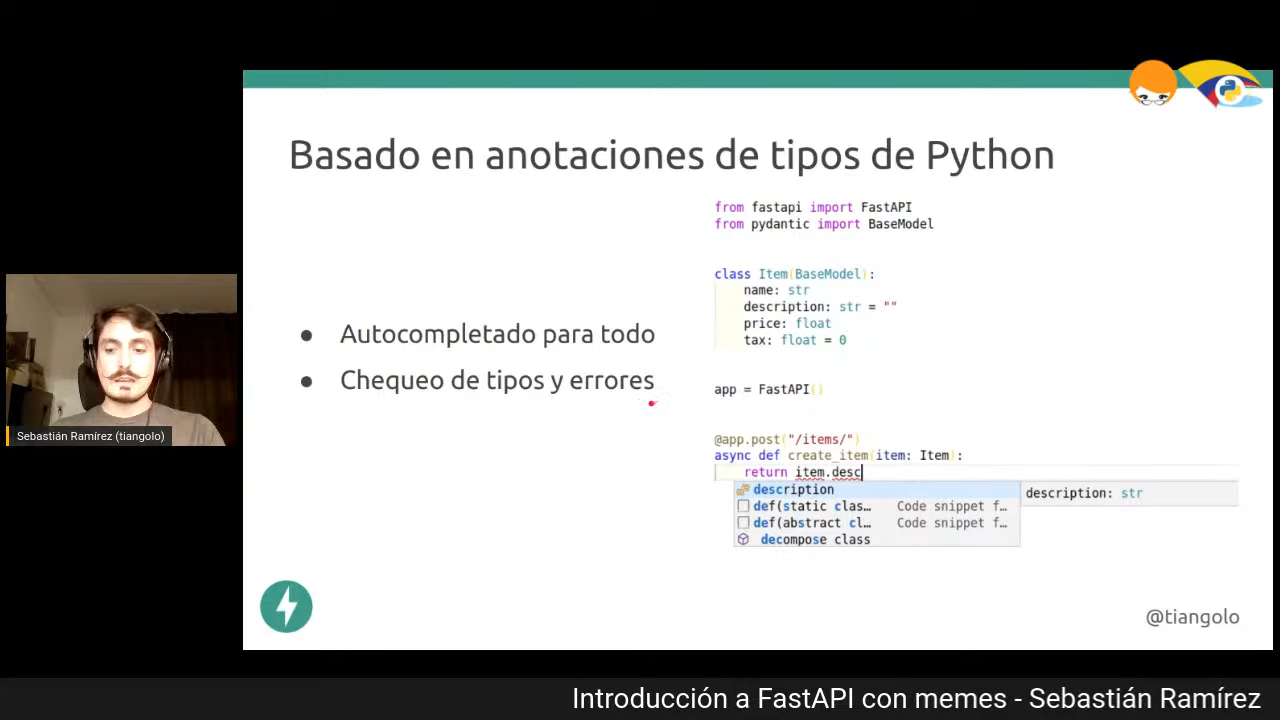 Basado en anotaciones de tipos de Python
● Autocompletado para todo
● Chequeo de tipos y errores
from fastapi import FastAPI
from pydantic import BaseModel
class Item(BaseModel):
name: str
description: str = ""
price: float
tax: float = 0
app = FastAPI()
@app.post("/items/")
async def create_item(item: Item):
return item.desc
description
description: str
def(static clas… Code snippet f…
def(abstract cl… Code snippet f…
decompose class
@tiangolo
Sebastián Ramírez (tiangolo)
Introducción a FastAPI con memes - Sebastián Ramírez